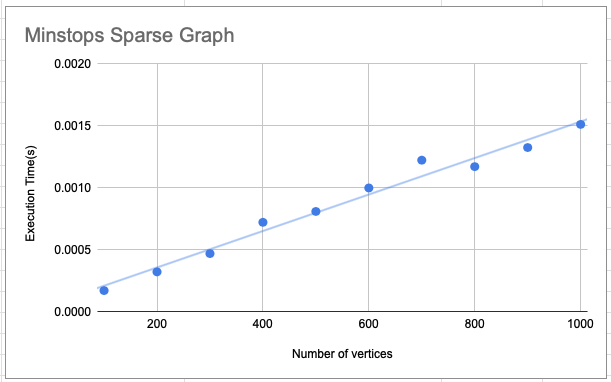 Minstops Sparse Graph
0.0020
0.0015
0.0010
0.0005
0.0000
Execution Time(s)
200 400 600 800 1000
Number of vertices